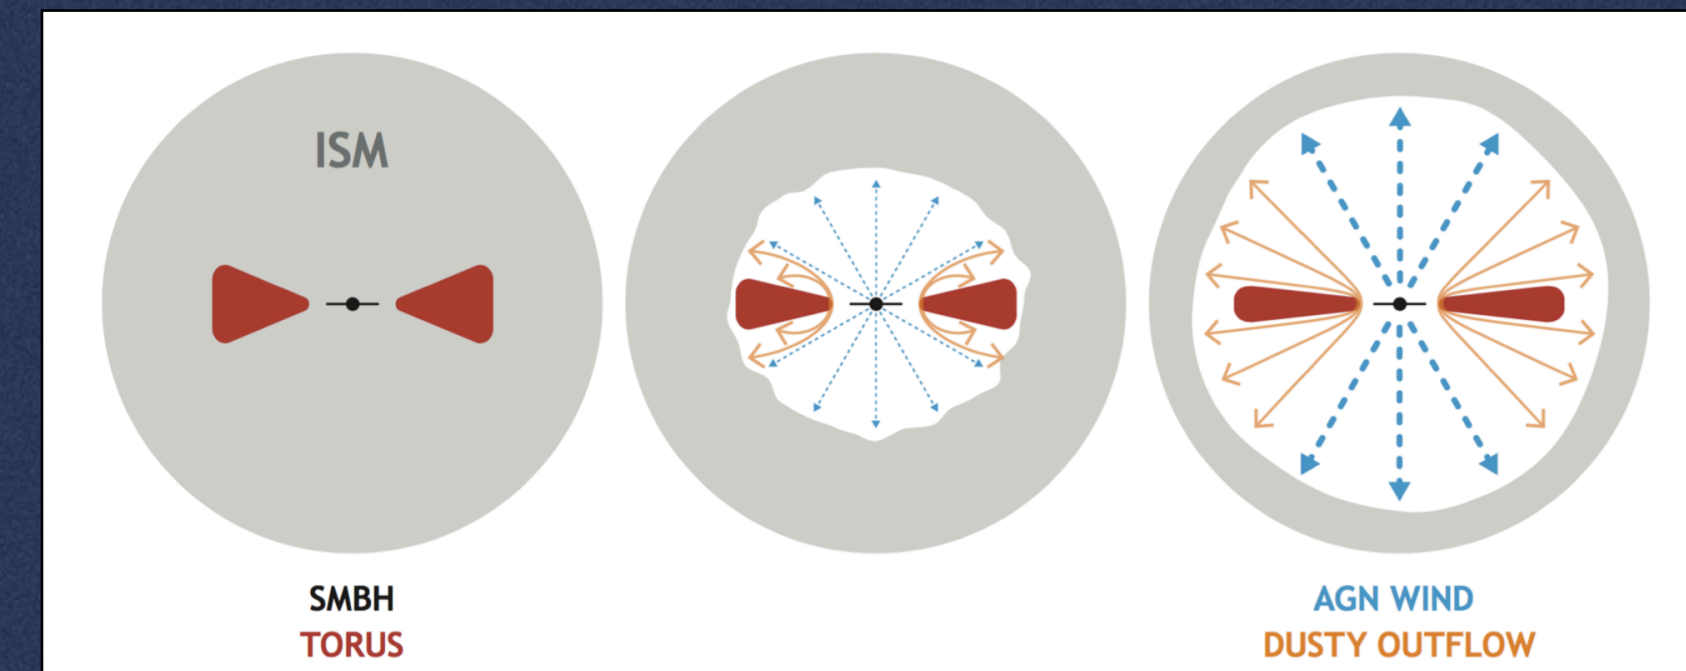 ISM
SMBH
TORUS
AGN WIND
DUSTY OUTFLOW